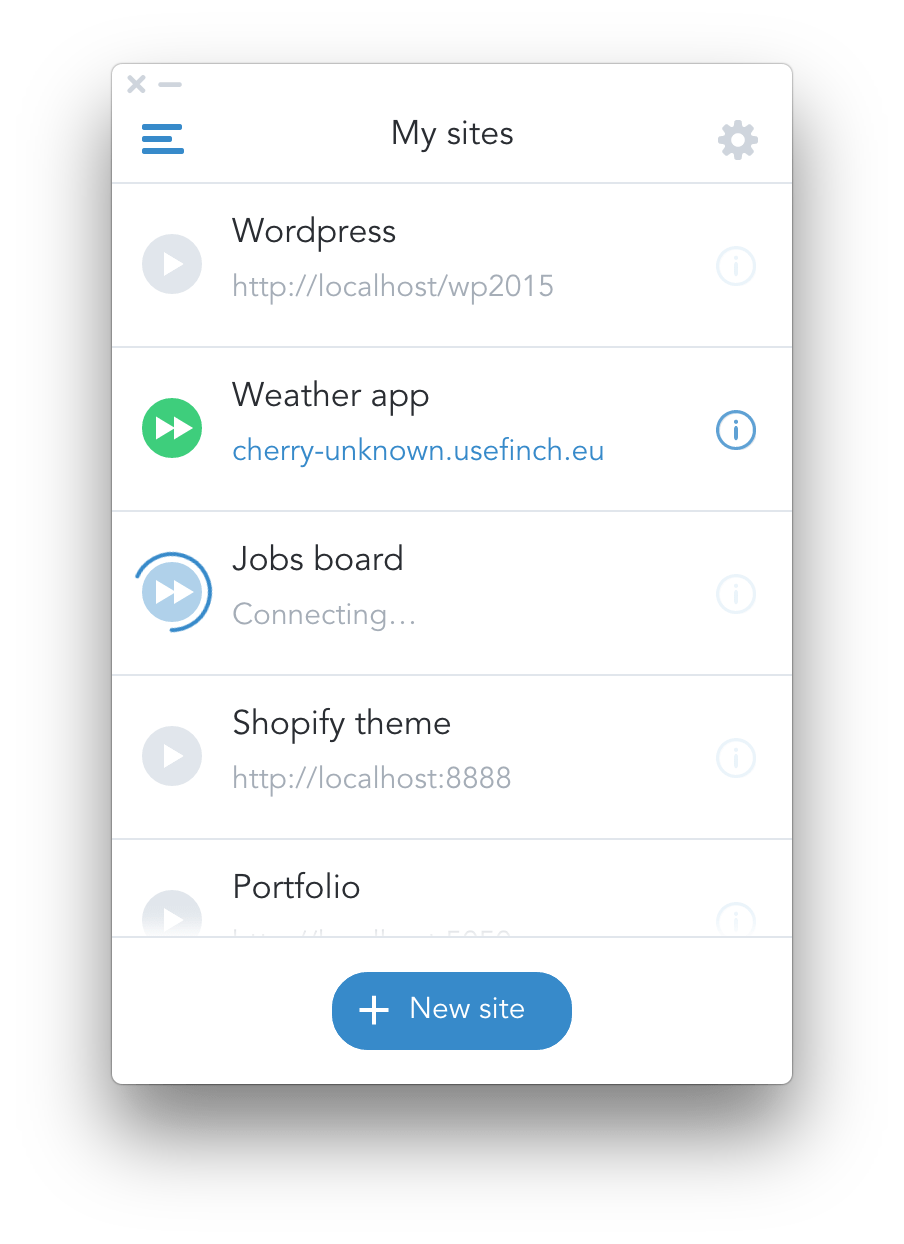 My sites
Wordpress
http://localhost/wp2015
Weather app
cherry-unknown.usefinch.eu
Jobs board
Connecting...
Shopify theme
http://localhost:8888
Portfolio
New site